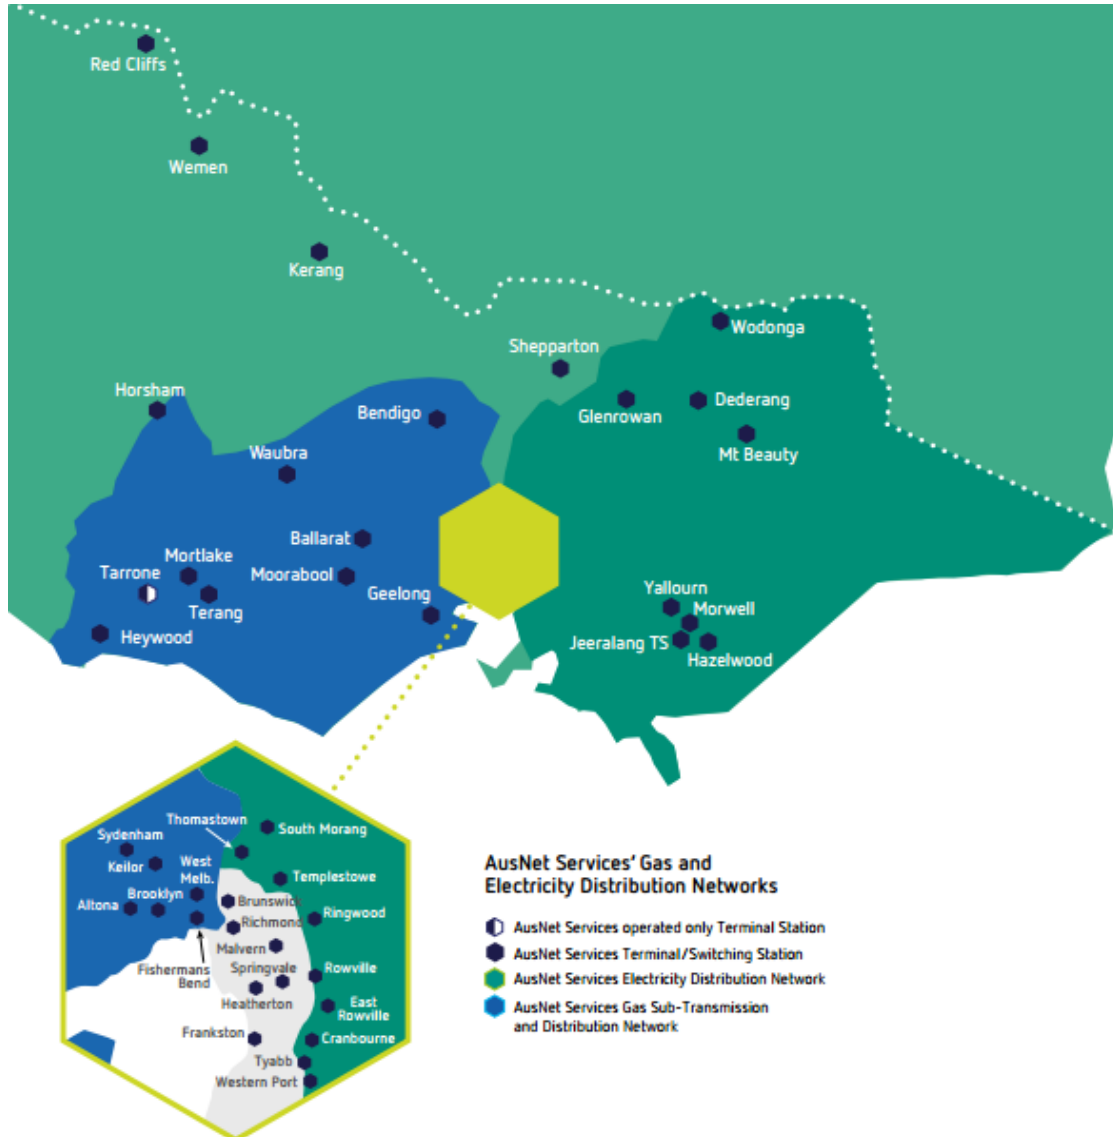 Red Cliffs
Wemen
Kerang
Wodonga
Shepparton
Horsham
Glenrowan
Dederang
Bendigo
Mt Beauty
Waubra
Ballarat
Mortlake
Tarrone
Moorabool
Terang
Geelong
Heywood
Yallourn
Morwell
Jeeralang TS
Hazelwood
Thomastown
South Morang
Sydenham
Keilor
West
Melb.
Templestowe
Altona
Brooklyn
Brunswick
Richmond
Ringwood
Malvern
Fishermans
Bend
Springvale
Rowville
Heatherton
East
Rowville
Frankston
Cranbourne
Tyabb
Western Port
AusNet Services' Gas and
Electricity Distribution Networks
AusNet Services operated only Terminal Station
AusNet Services Terminal/Switching Station
AusNet Services Electricity Distribution Network
AusNet Services Gas Sub-Transmission
and Distribution Network